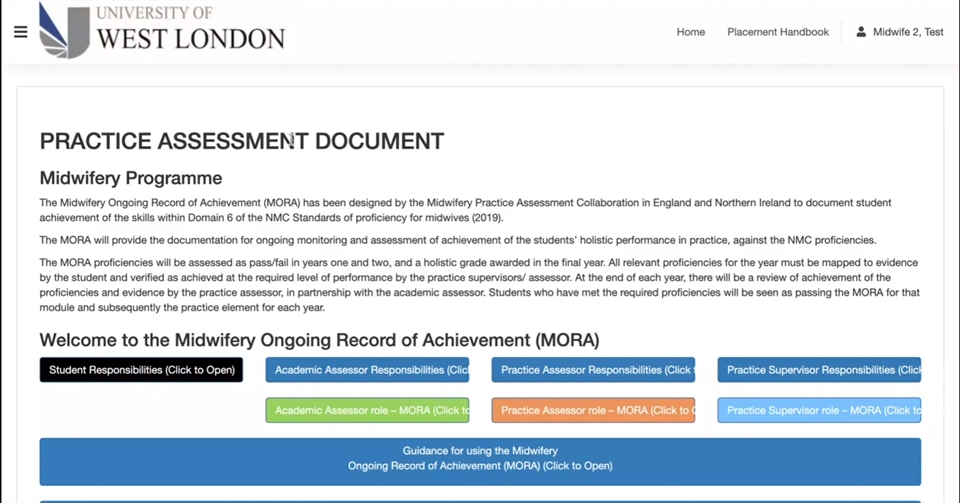 UNIVERSITY OF
WEST LONDON
Home Placement Handbook Midwife 2, Test
PRACTICE ASSESSMENT DOCUMENT
Midwifery Programme
The Midwifery Ongoing Record of Achievement (MORA) has been designed by the Midwifery Practice Assessment Collaboration in England and Northern Ireland to document student
achievement of the skills within Domain 6 of the NMC Standards of proficiency for midwives (2019).
The MORA will provide the documentation for ongoing monitoring and assessment of achievement of the students' holistic performance in practice, against the NMC proficiencies.
The MORA proficiencies will be assessed as pass/fail in years one and two, and a holistic grade awarded in the final year. All relevant proficiencies for the year must be mapped to evidence
by the student and verified as achieved at the required level of performance by the practice supervisors/ assessor. At the end of each year, there will be a review of achievement of the
proficiencies and evidence by the practice assessor, in partnership with the academic assessor. Students who have met the required proficiencies will be seen as passing the MORA for that
module and subsequently the practice element for each year.
Welcome to the Midwifery Ongoing Record of Achievement (MORA)
Student Responsibilities (Click to Open) Academic Assessor Responsibilities (Clic Practice Assessor Responsibilities (Click Practice Supervisor Responsibilities (Click
Academic Assessor role – MORA (Click to Practice Assessor role – MORA (Click to Practice Supervisor role – MORA (Click to
Guidance for using the Midwifery
Ongoing Record of Achievement (MORA) (Click to Open)